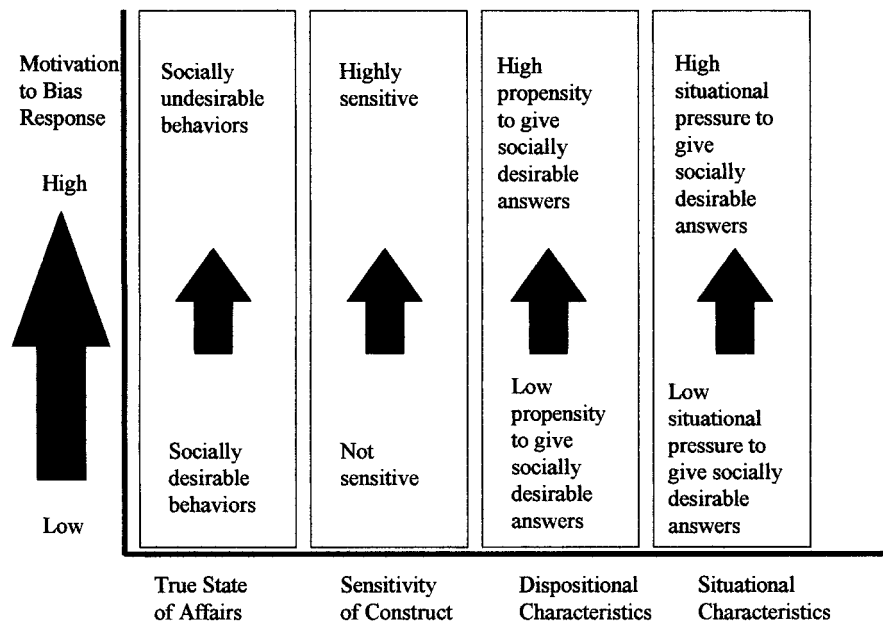 Motivation
to Bias
Response
High
Low
Socially
undesirable
behaviors
Socially
desirable
behaviors
Highly
sensitive
Not
sensitive
High
propensity
to give
socially
desirable
answers
Low
propensity
to give
socially
desirable
answers
High
situational
pressure to
give
socially
desirable
answers
Low
situational
pressure to
give socially
desirable
answers
True State
of Affairs
Sensitivity
of Construct
Dispositional
Characteristics
Situational
Characteristics